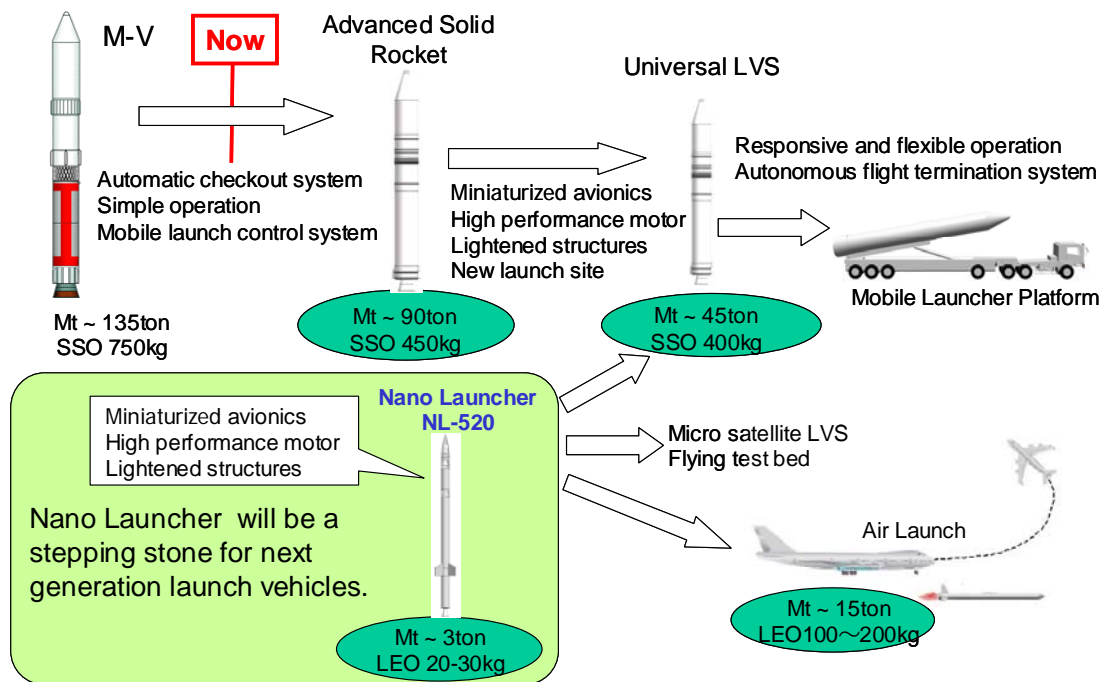 M-V
Now
Advanced Solid
Rocket
Universal LVS
Automatic checkout system
Simple operation
Mobile launch control system
Miniaturized avionics
High performance motor
Lightened structures
New launch site
Responsive and flexible operation
Autonomous flight termination system
Mobile Launcher Platform
Mt ~ 135ton
SSO 750kg
Mt ~ 90ton
SSO 450kg
Mt ~ 45ton
SSO 400kg
Miniaturized avionics
High performance motor
Lightened structures
Nano Launcher
NL-520
Nano Launcher will be a
stepping stone for next
generation launch vehicles.
Mt ~ 3ton
LEO 20-30kg
Micro satellite LVS
Flying test bed
Air Launch
Mt ~ 15ton
LEO100～200kg